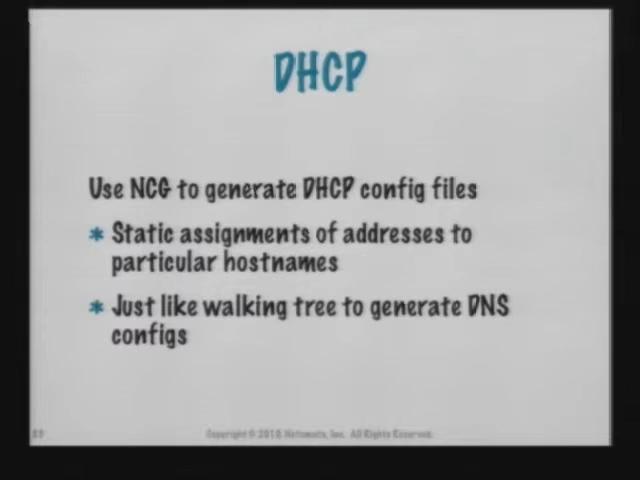 DHCP
Use NCG to generate DHCP config files
* Static assignments of addresses to
particular hostnames
* Just like walking tree to generate DNS
configs
Copyright © 2010, Netomata, Inc. All Rights Reserved.